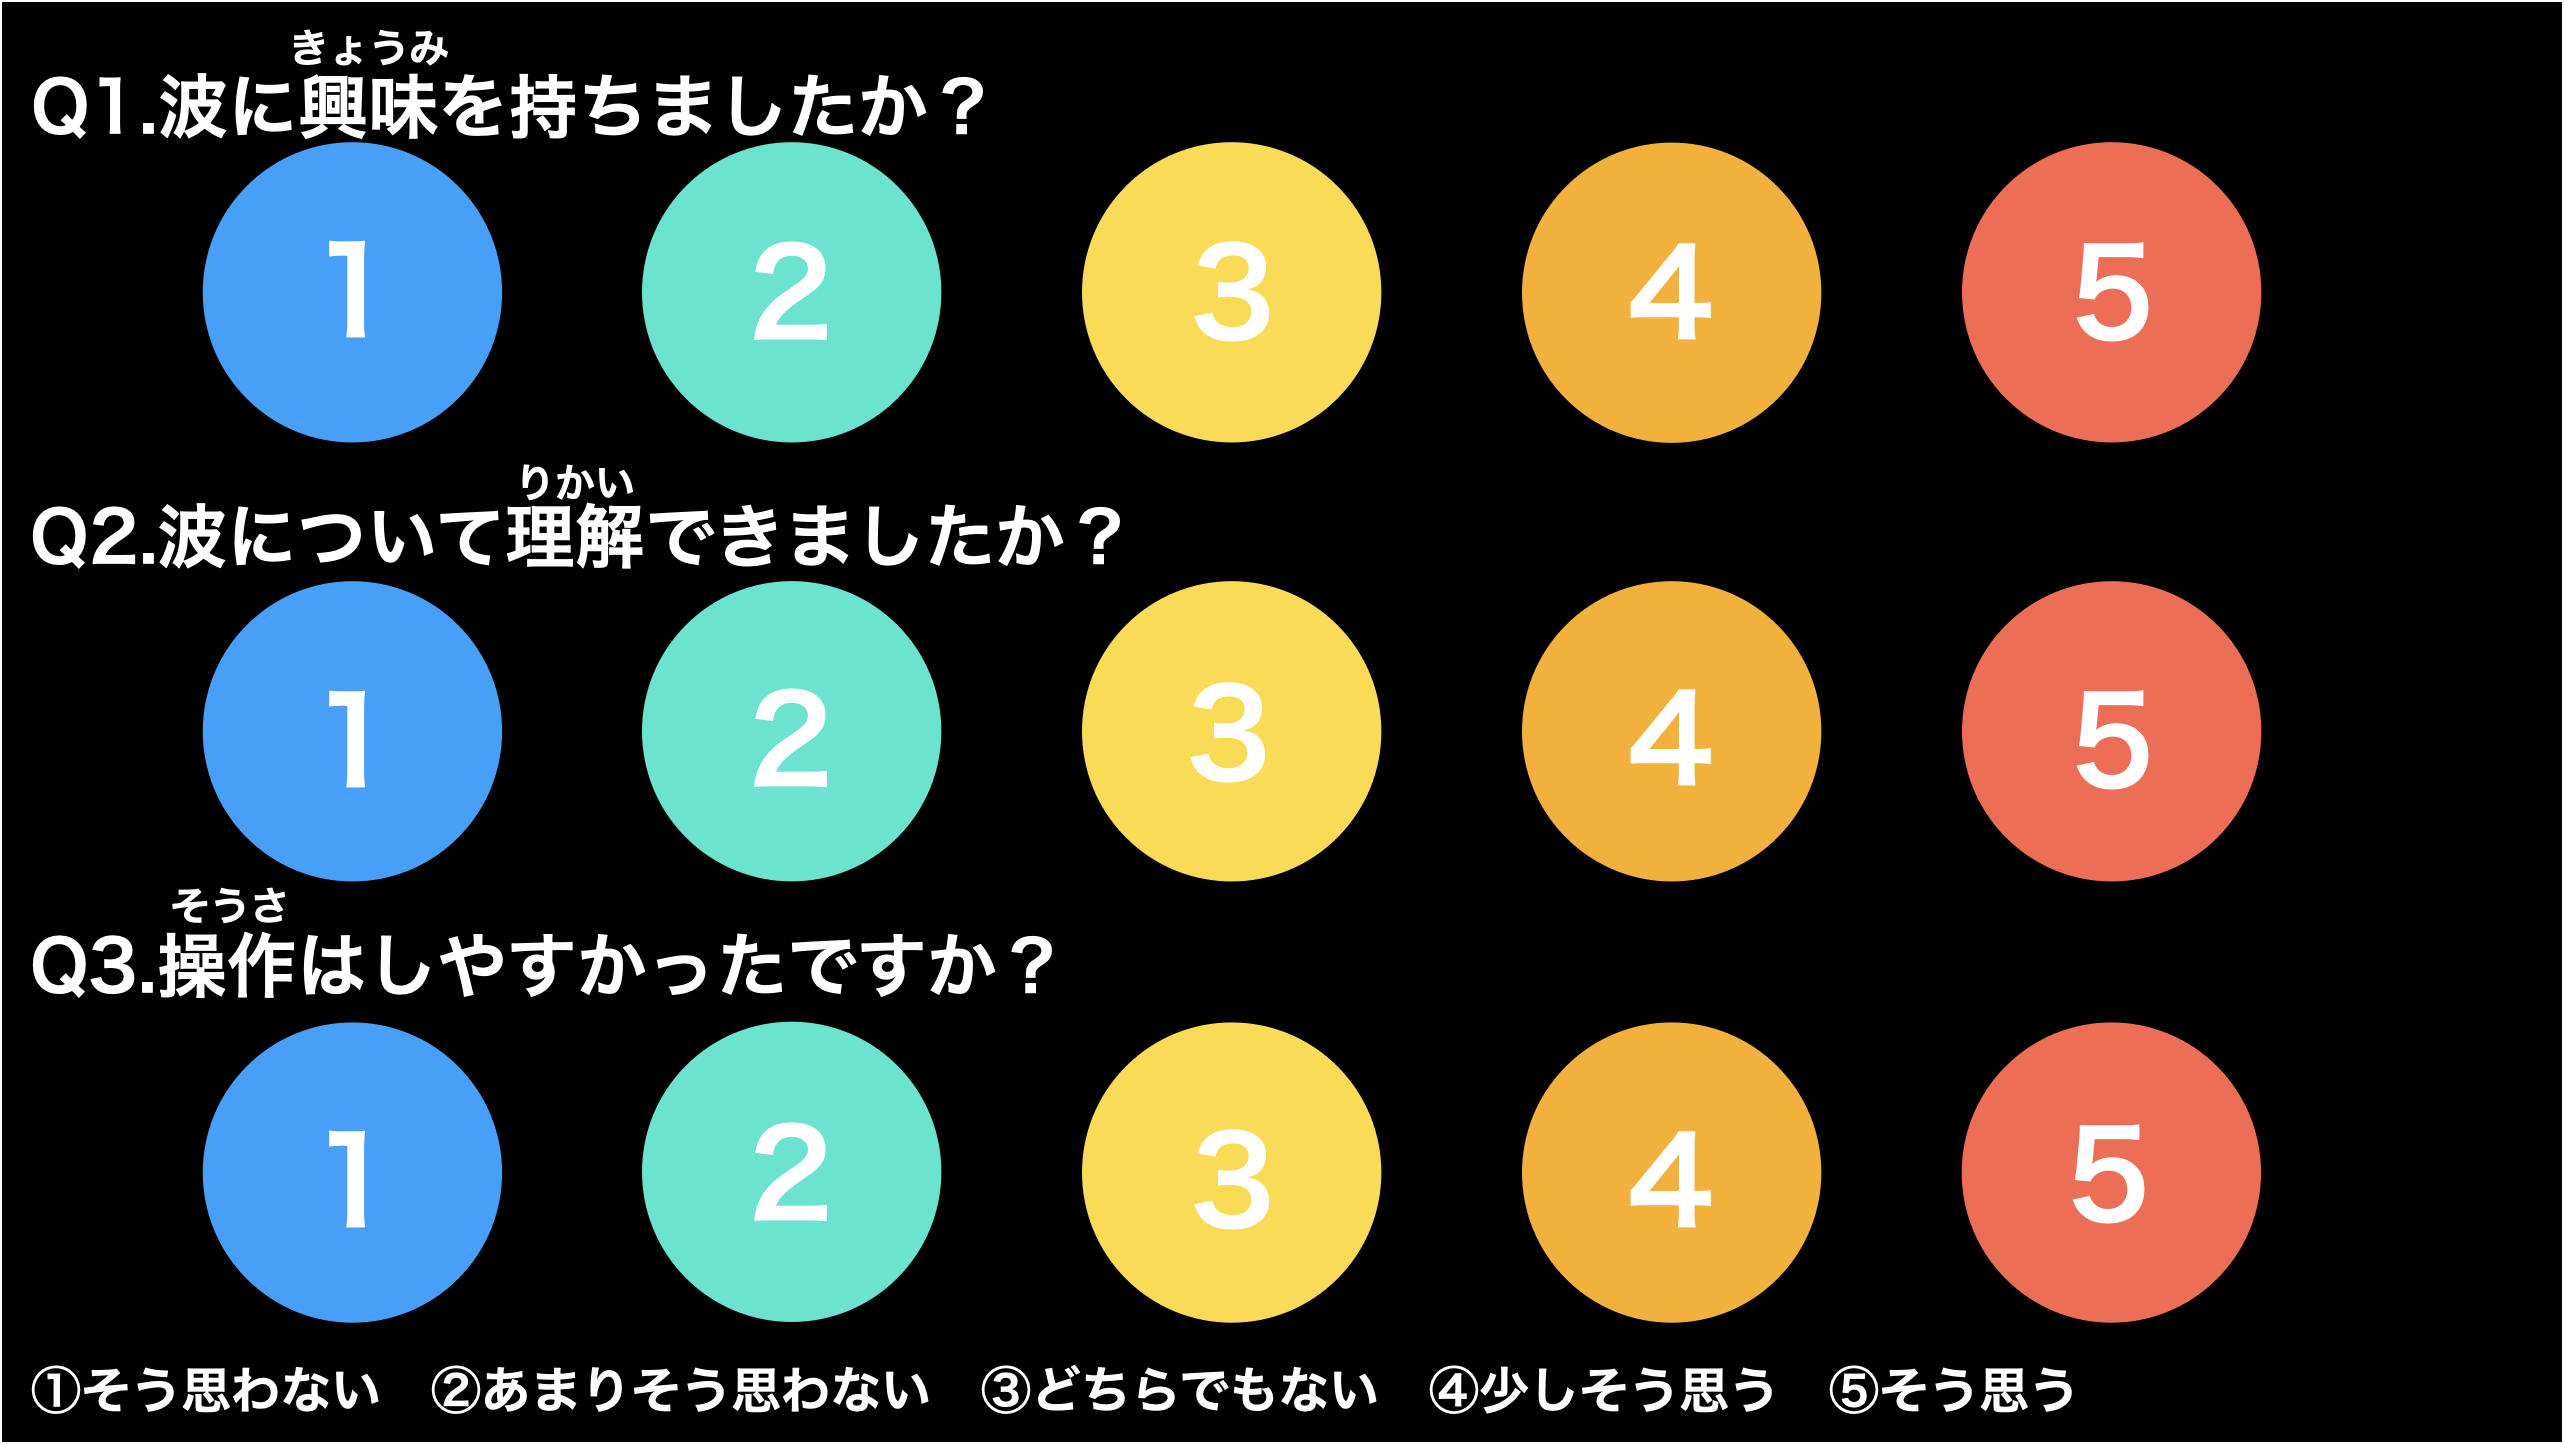 きょうみ
Q1.波に興味を持ちましたか？
1 2 3 4 5
りかい
Q2.波について理解できましたか？
1 2 3 4 5
そうさ
Q3.操作はしやすかったですか？
1 2 3 4 5
①そう思わない　②あまりそう思わない　③どちらでもない　④少しそう思う　⑤そう思う